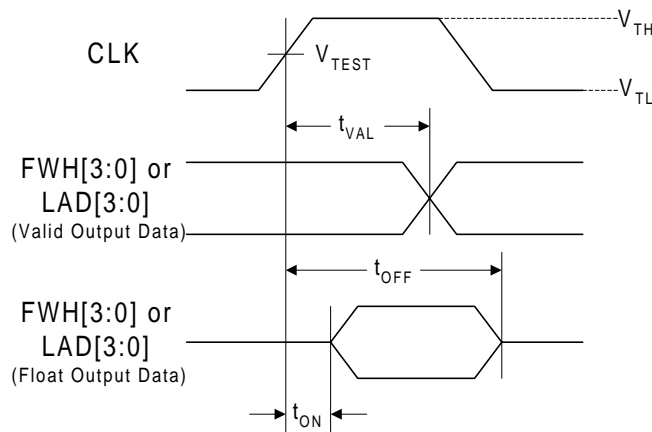 V_TH
CLK
V_TEST
V_TL
t_VAL
FWH[3:0] or
LAD[3:0]
(Valid Output Data)
t_OFF
FWH[3:0] or
LAD[3:0]
(Float Output Data)
t_ON